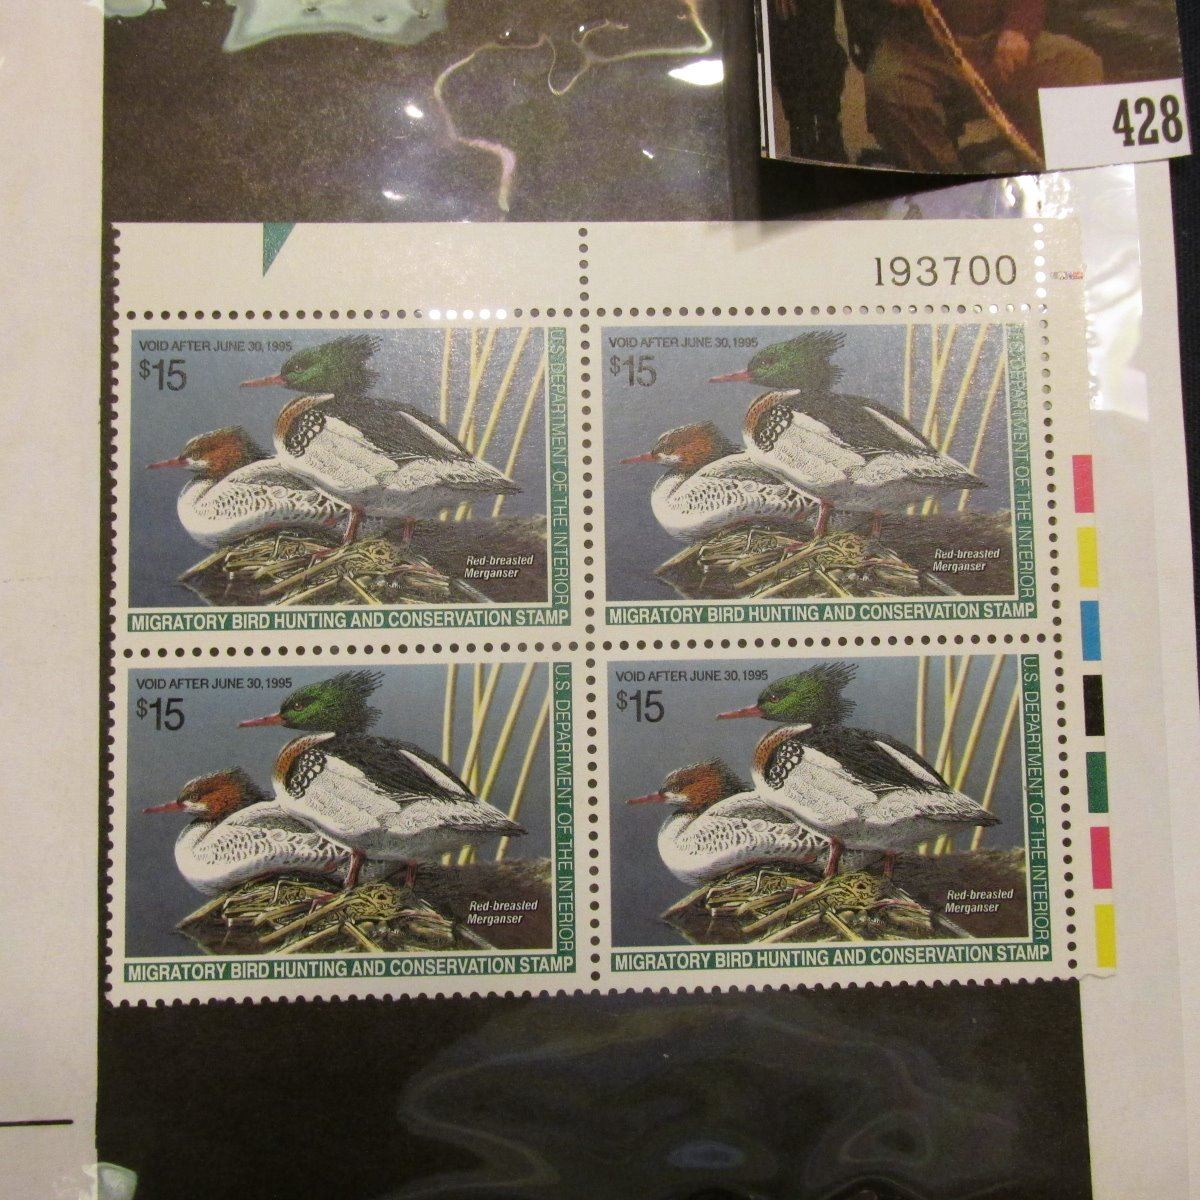 428
193700
VOID AFTER JUNE 30, 1995
$15
U.S. DEPARTMENT OF THE INTERIOR
Red-breasted
Merganser
MIGRATORY BIRD HUNTING AND CONSERVATION STAMP
VOID AFTER JUNE 30, 1995
$15
U.S. DEPARTMENT OF THE INTERIOR
Red-breasted
Merganser
MIGRATORY BIRD HUNTING AND CONSERVATION STAMP
VOID AFTER JUNE 30, 1995
$15
U.S. DEPARTMENT OF THE INTERIOR
Red-breasted
Merganser
MIGRATORY BIRD HUNTING AND CONSERVATION STAMP
VOID AFTER JUNE 30, 1995
$15
U.S. DEPARTMENT OF THE INTERIOR
Red-breasted
Merganser
MIGRATORY BIRD HUNTING AND CONSERVATION STAMP